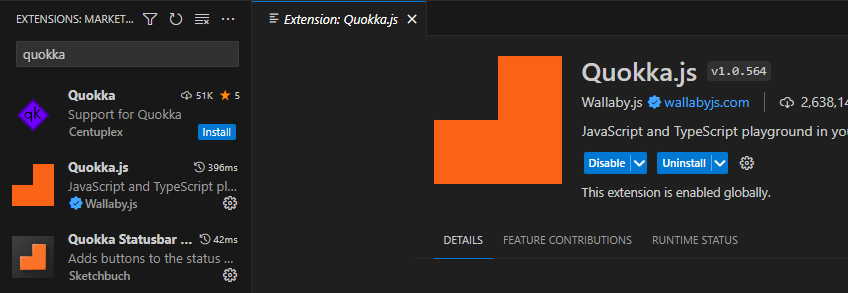 EXTENSIONS: MARKET...
quokka
Quokka 51K 5
Support for Quokka
Centuplex Install
Quokka.js 396ms
JavaScript and TypeScript pl...
Wallaby.js
Quokka Statusbar ... 42ms
Adds buttons to the status ...
Sketchbuch
Extension: Quokka.js
Quokka.js v1.0.564
Wallaby.js wallabyjs.com 2,638,14
JavaScript and TypeScript playground in you
Disable Uninstall
This extension is enabled globally.
DETAILS FEATURE CONTRIBUTIONS RUNTIME STATUS